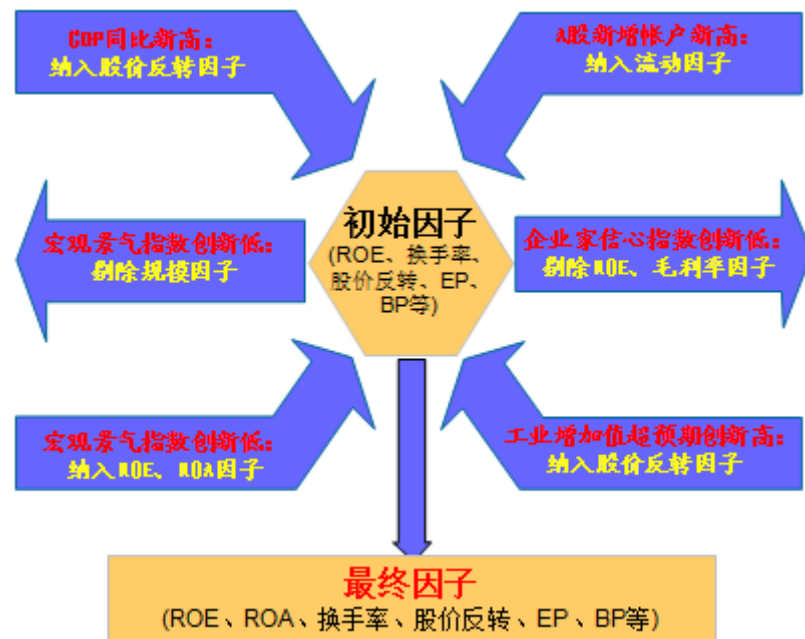 GDP同比新高：
纳入股价反转因子
A股新增帐户新高：
纳入流动因子
初始因子
(ROE、换手率、
股价反转、EP、
BP等)
宏观景气指数创新低：
剔除规模因子
企业家信心指数创新低：
剔除ROE、毛利率因子
宏观景气指数创新低：
纳入ROE、ROA因子
工业增加值超预期创新高：
纳入股价反转因子
最终因子
(ROE、ROA、换手率、股价反转、EP、BP等)